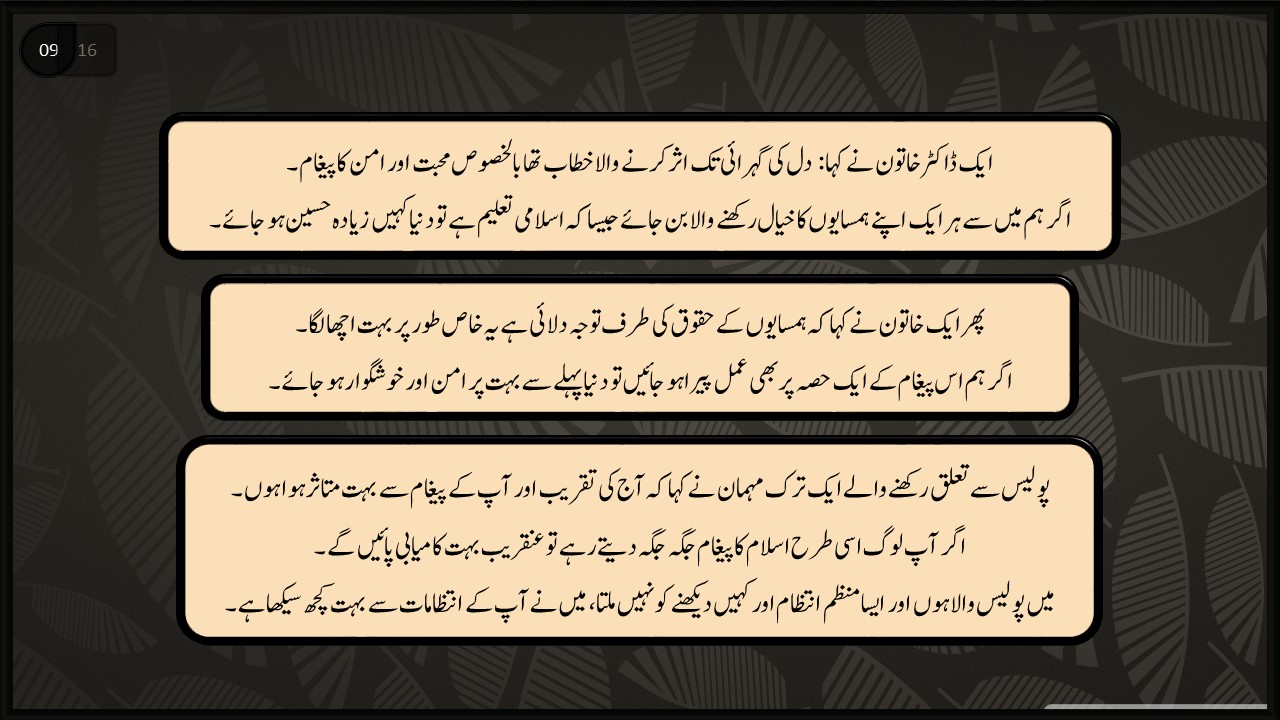 09 16
ایک ڈاکٹر خاتون نے کہا: دل کی گہرائی تک اثر کرنے والا خطاب تھا بالخصوص محبت اور امن کا پیغام۔
اگر ہم میں سے ہر ایک اپنے ہمسایوں کا خیال رکھنے والا بن جائے جیسا کہ اسلامی تعلیم ہے تو دنیا کہیں زیادہ حسین ہو جائے۔
پھر ایک خاتون نے کہا کہ ہمسایوں کے حقوق کی طرف توجہ دلائی ہے یہ خاص طور پر بہت اچھا لگا۔
اگر ہم اس پیغام کے ایک حصہ پر بھی عمل پیرا ہو جائیں تو دنیا پہلے سے بہت پر امن اور خوشگوار ہو جائے۔
پولیس سے تعلق رکھنے والے ایک ترک مہمان نے کہا کہ آج کی تقریب اور آپ کے پیغام سے بہت متاثر ہوا ہوں۔
اگر آپ لوگ اسی طرح اسلام کا پیغام جگہ جگہ دیتے رہے تو عنقریب بہت کامیابی پائیں گے۔
میں پولیس والا ہوں اور ایسا منظم انتظام اور کہیں دیکھنے کو نہیں ملتا، میں نے آپ کے انتظامات سے بہت کچھ سیکھا ہے۔